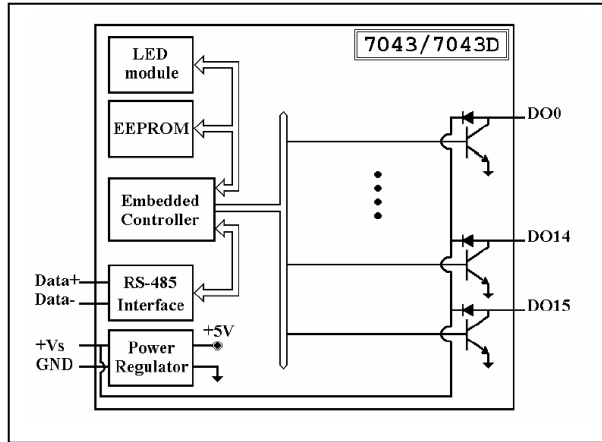 7043/7043D
LED
module
EEPROM
Embedded
Controller
RS-485
Interface
Power
Regulator
Data+
Data-
+Vs
GND
+5V
DO0
DO14
DO15